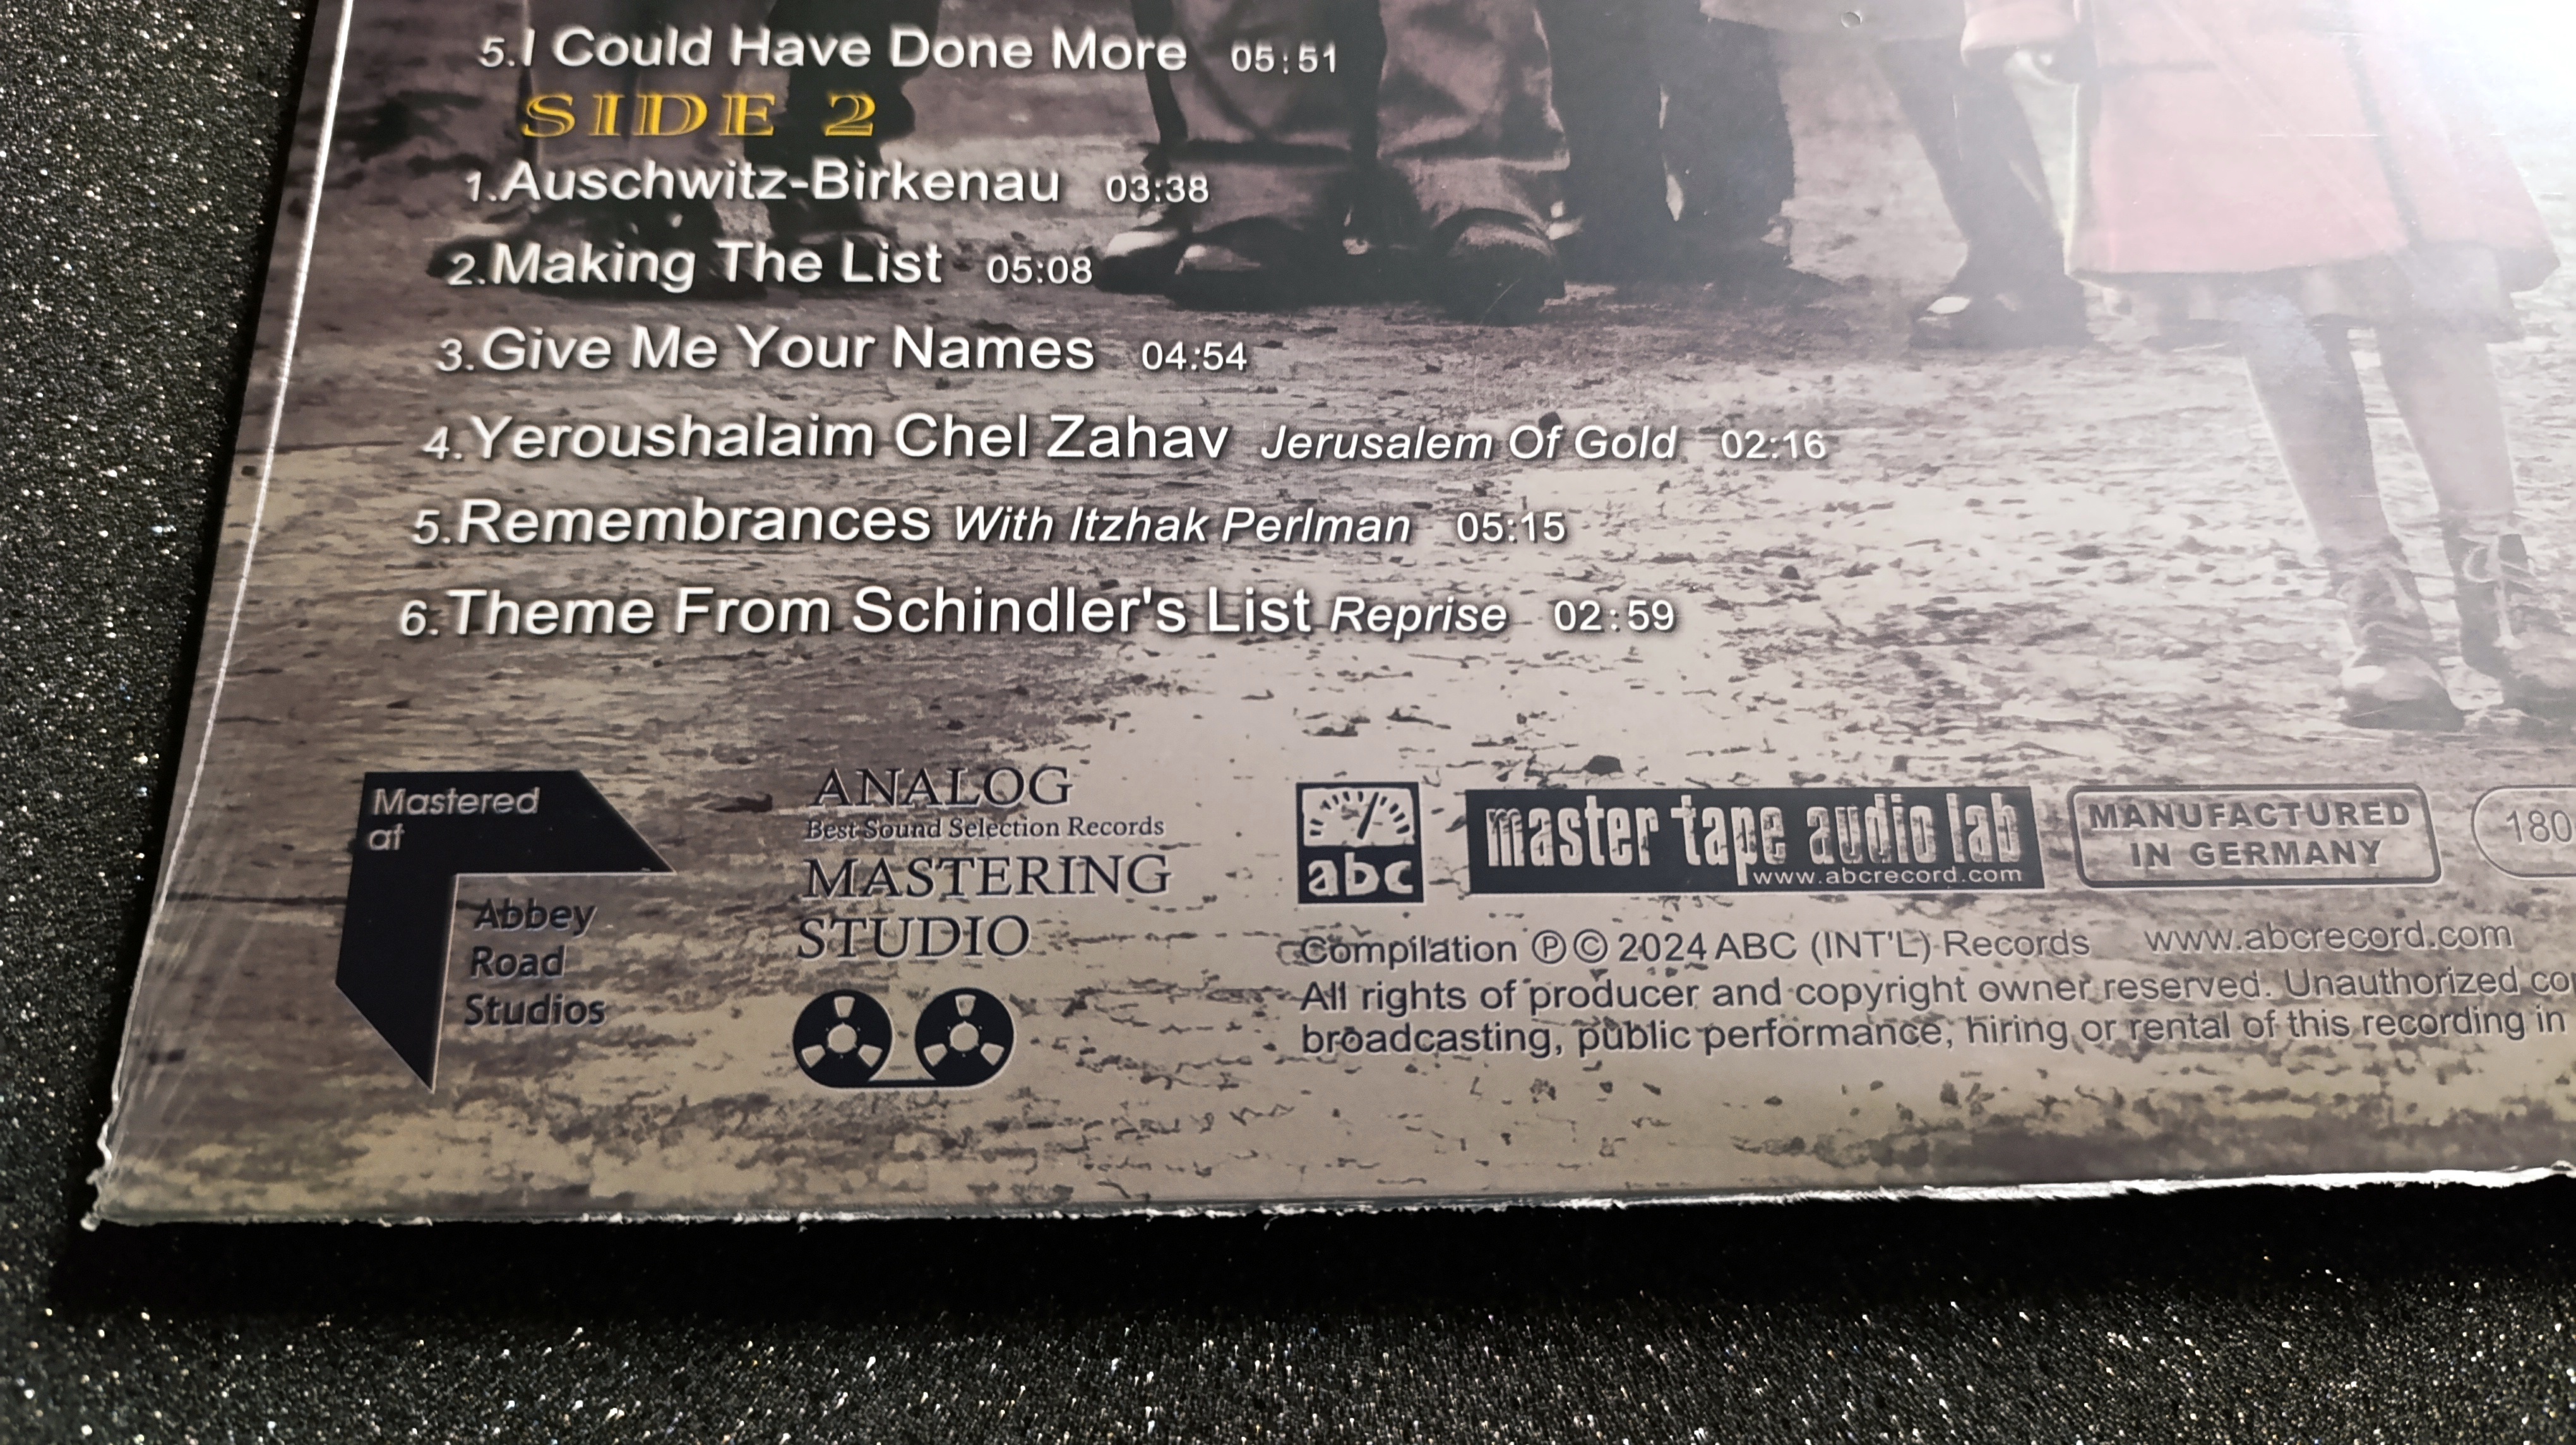 5.I Could Have Done More 05:51
SIDE 2
1.Auschwitz-Birkenau 03:38
2.Making The List 05:08
3.Give Me Your Names 04:54
4.Yeroushalaim Chel Zahav Jerusalem Of Gold 02:16
5.Remembrances With Itzhak Perlman 05:15
6.Theme From Schindler's List Reprise 02:59
Mastered
at
Abbey
Road
Studios
ANALOG
Best Sound Selection Records
MASTERING
STUDIO
abc
master tape audio lab
www.abcrecord.com
MANUFACTURED
IN GERMANY
180
Compilation ℗© 2024 ABC (INT'L) Records www.abcrecord.com
All rights of producer and copyright owner reserved. Unauthorized
broadcasting, public performance, hiring or rental of this recording in